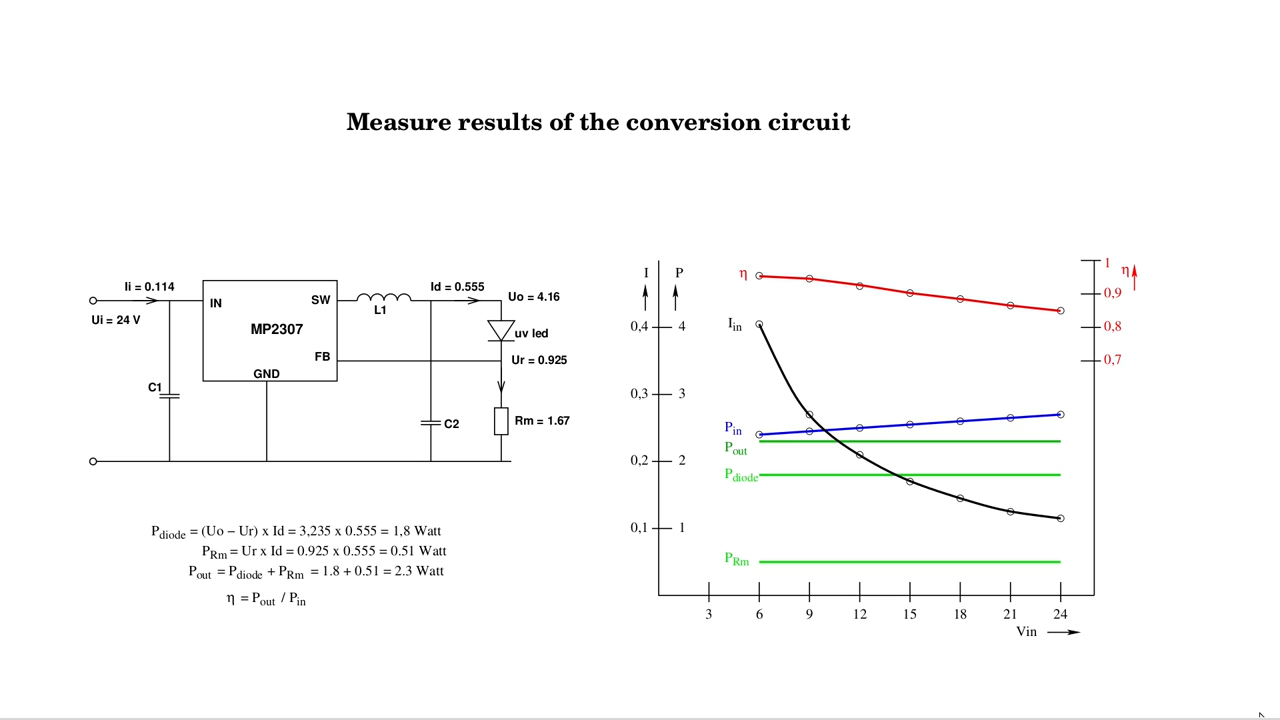 Measure results of the conversion circuit
Ii = 0.114
Ui = 24 V
IN
SW
MP2307
FB
GND
C1
L1
Id = 0.555
Uo = 4.16
uv led
Ur = 0.925
Rm = 1.67
C2
Pdiode = (Uo – Ur) x Id = 3,235 x 0.555 = 1,8 Watt
PRm = Ur x Id = 0.925 x 0.555 = 0.51 Watt
Pout = Pdiode + PRm = 1.8 + 0.51 = 2.3 Watt
η = Pout / Pin
I P
0,4 4
0,3 3
0,2 2
0,1 1
η
Iin
Pin
Pout
Pdiode
PRm
1
η
0,9
0,8
0,7
3 6 9 12 15 18 21 24
Vin